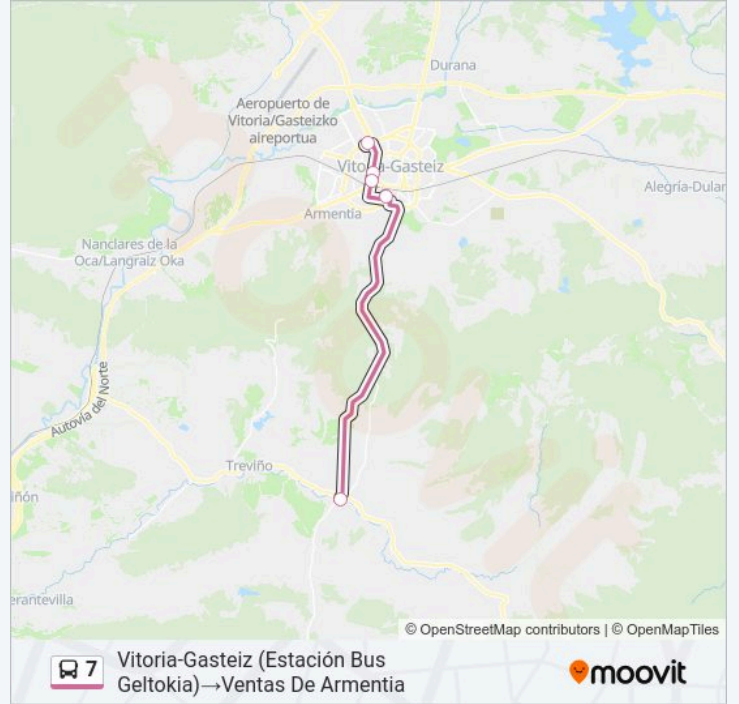 Durana
Aeropuerto de
Vitoria/Gasteizko
aireportua
Vitoria-Gasteiz
Alegría-Dular
Armentia
Nanclares de la
Oca/Langraiz Oka
Autovía del Norte
Treviño
iñón
erantevilla
© OpenStreetMap contributors | © OpenMapTiles
7
Vitoria-Gasteiz (Estación Bus
Geltokia)→Ventas De Armentia
moovit